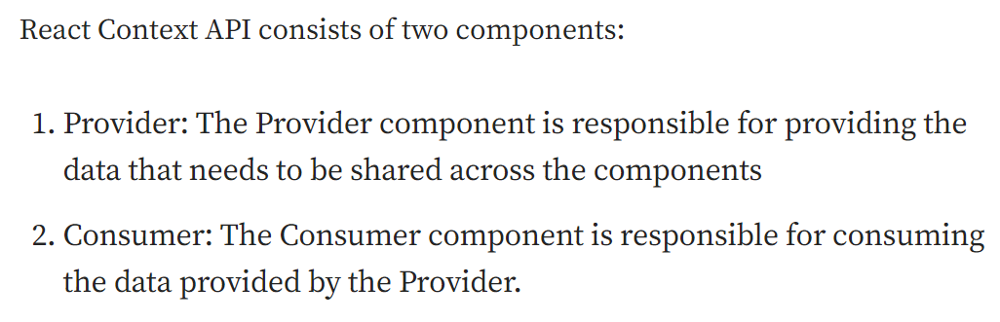 React Context API consists of two components:
1. Provider: The Provider component is responsible for providing the
data that needs to be shared across the components
2. Consumer: The Consumer component is responsible for consuming
the data provided by the Provider.